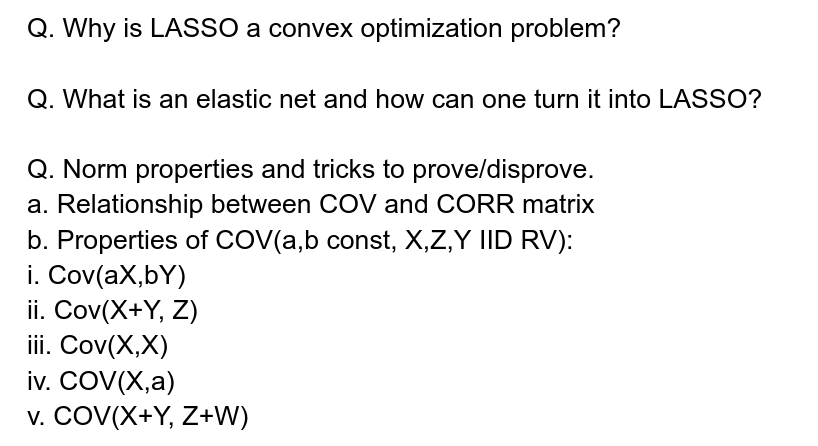 Q. Why is LASSO a convex optimization problem?
Q. What is an elastic net and how can one turn it into LASSO?
Q. Norm properties and tricks to prove/disprove.
a. Relationship between COV and CORR matrix
b. Properties of COV(a,b const, X,Z,Y IID RV):
i. Cov(aX,bY)
ii. Cov(X+Y, Z)
iii. Cov(X,X)
iv. COV(X,a)
v. COV(X+Y, Z+W)